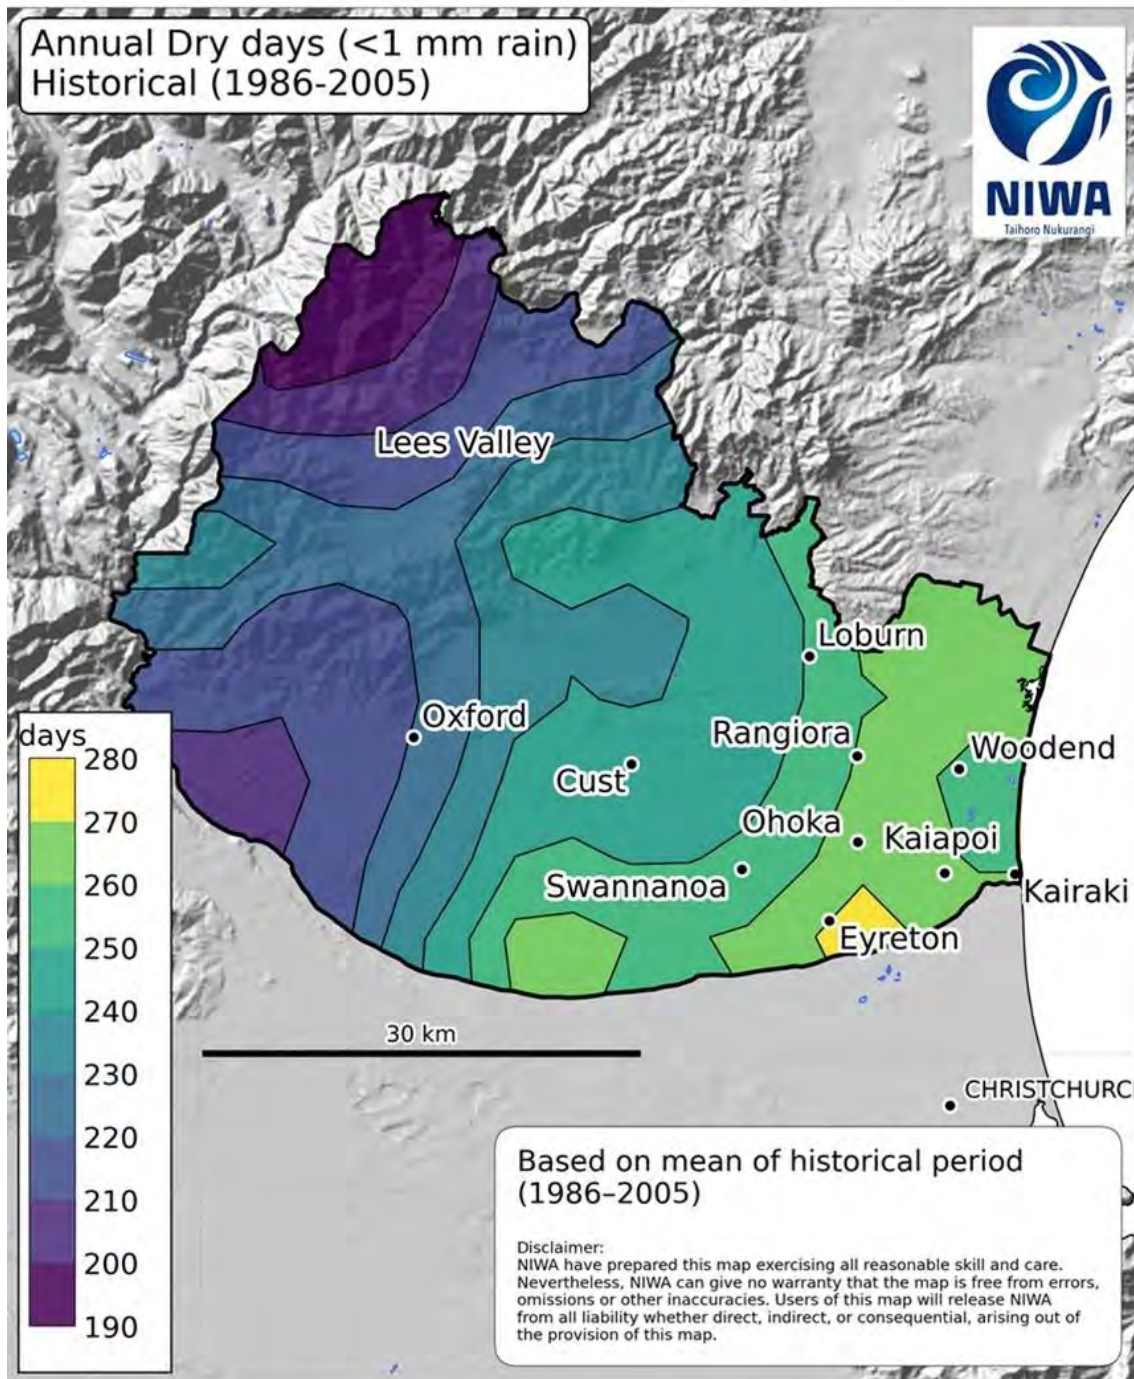 Annual Dry days (<1 mm rain)
Historical (1986-2005)
NIWA
Taihoro Nukurangi
Lees Valley
Loburn
Oxford
Rangiora
Woodend
Cust
Ohoka
Kaiapoi
Swannanoa
Kairaki
Eyreton
days
280
270
260
250
240
230
220
210
200
190
30 km
CHRISTCHURC
Based on mean of historical period
(1986–2005)
Disclaimer:
NIWA have prepared this map exercising all reasonable skill and care.
Nevertheless, NIWA can give no warranty that the map is free from errors,
omissions or other inaccuracies. Users of this map will release NIWA
from all liability whether direct, indirect, or consequential, arising out of
the provision of this map.